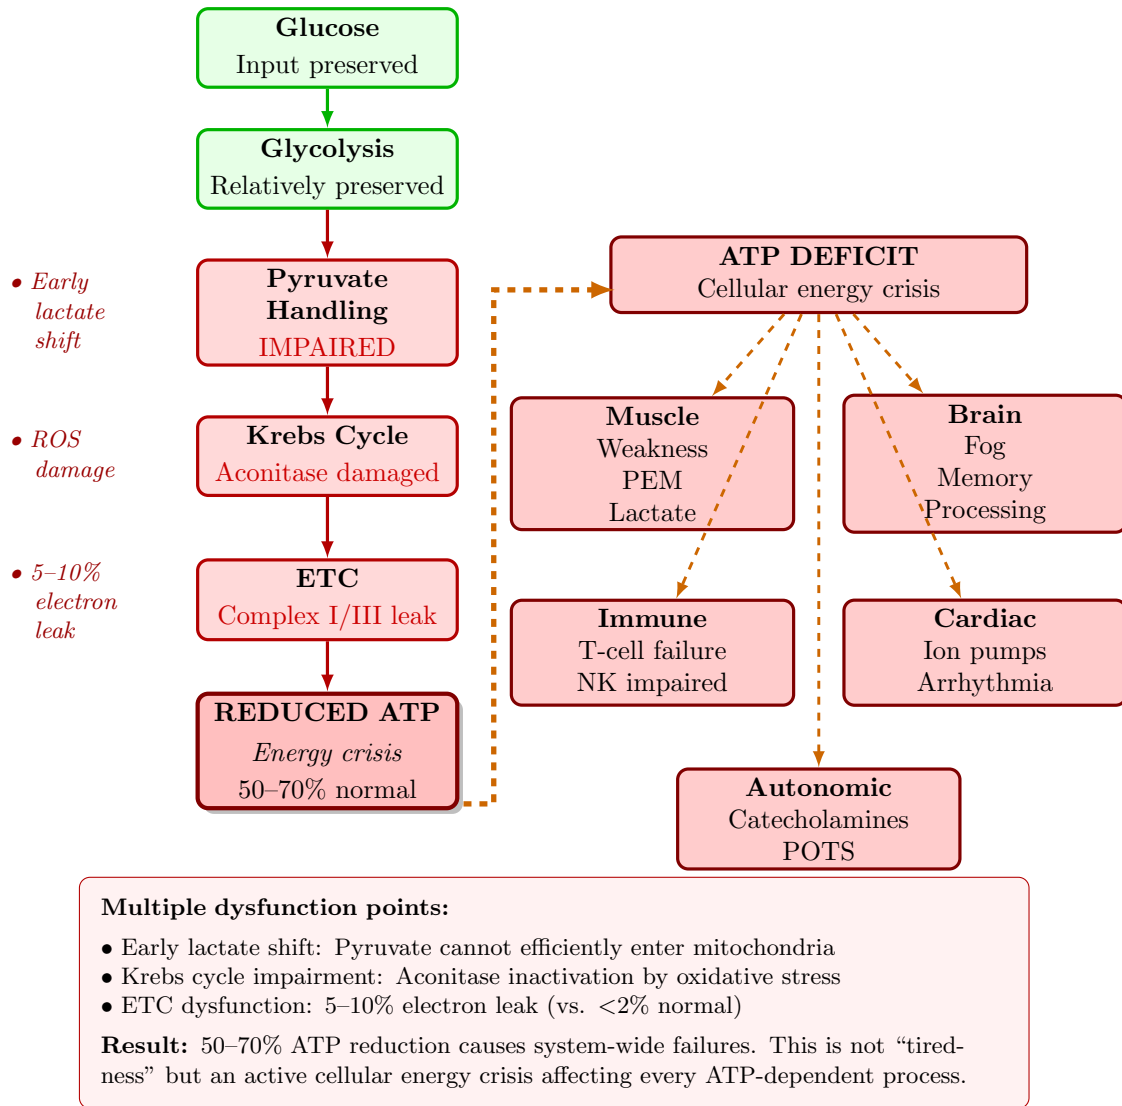 Glucose
Input preserved
Glycolysis
Relatively preserved
• Early
lactate
shift
Pyruvate
Handling
IMPAIRED
• ROS
damage
Krebs Cycle
Aconitase damaged
• 5–10%
electron
leak
ETC
Complex I/III leak
REDUCED ATP
Energy crisis
50–70% normal
ATP DEFICIT
Cellular energy crisis
Muscle
Weakness
PEM
Lactate
Brain
Fog
Memory
Processing
Immune
T-cell failure
NK impaired
Cardiac
Ion pumps
Arrhythmia
Autonomic
Catecholamines
POTS
Multiple dysfunction points:
• Early lactate shift: Pyruvate cannot efficiently enter mitochondria
• Krebs cycle impairment: Aconitase inactivation by oxidative stress
• ETC dysfunction: 5–10% electron leak (vs. <2% normal)
Result: 50–70% ATP reduction causes system-wide failures. This is not “tired-
ness” but an active cellular energy crisis affecting every ATP-dependent process.